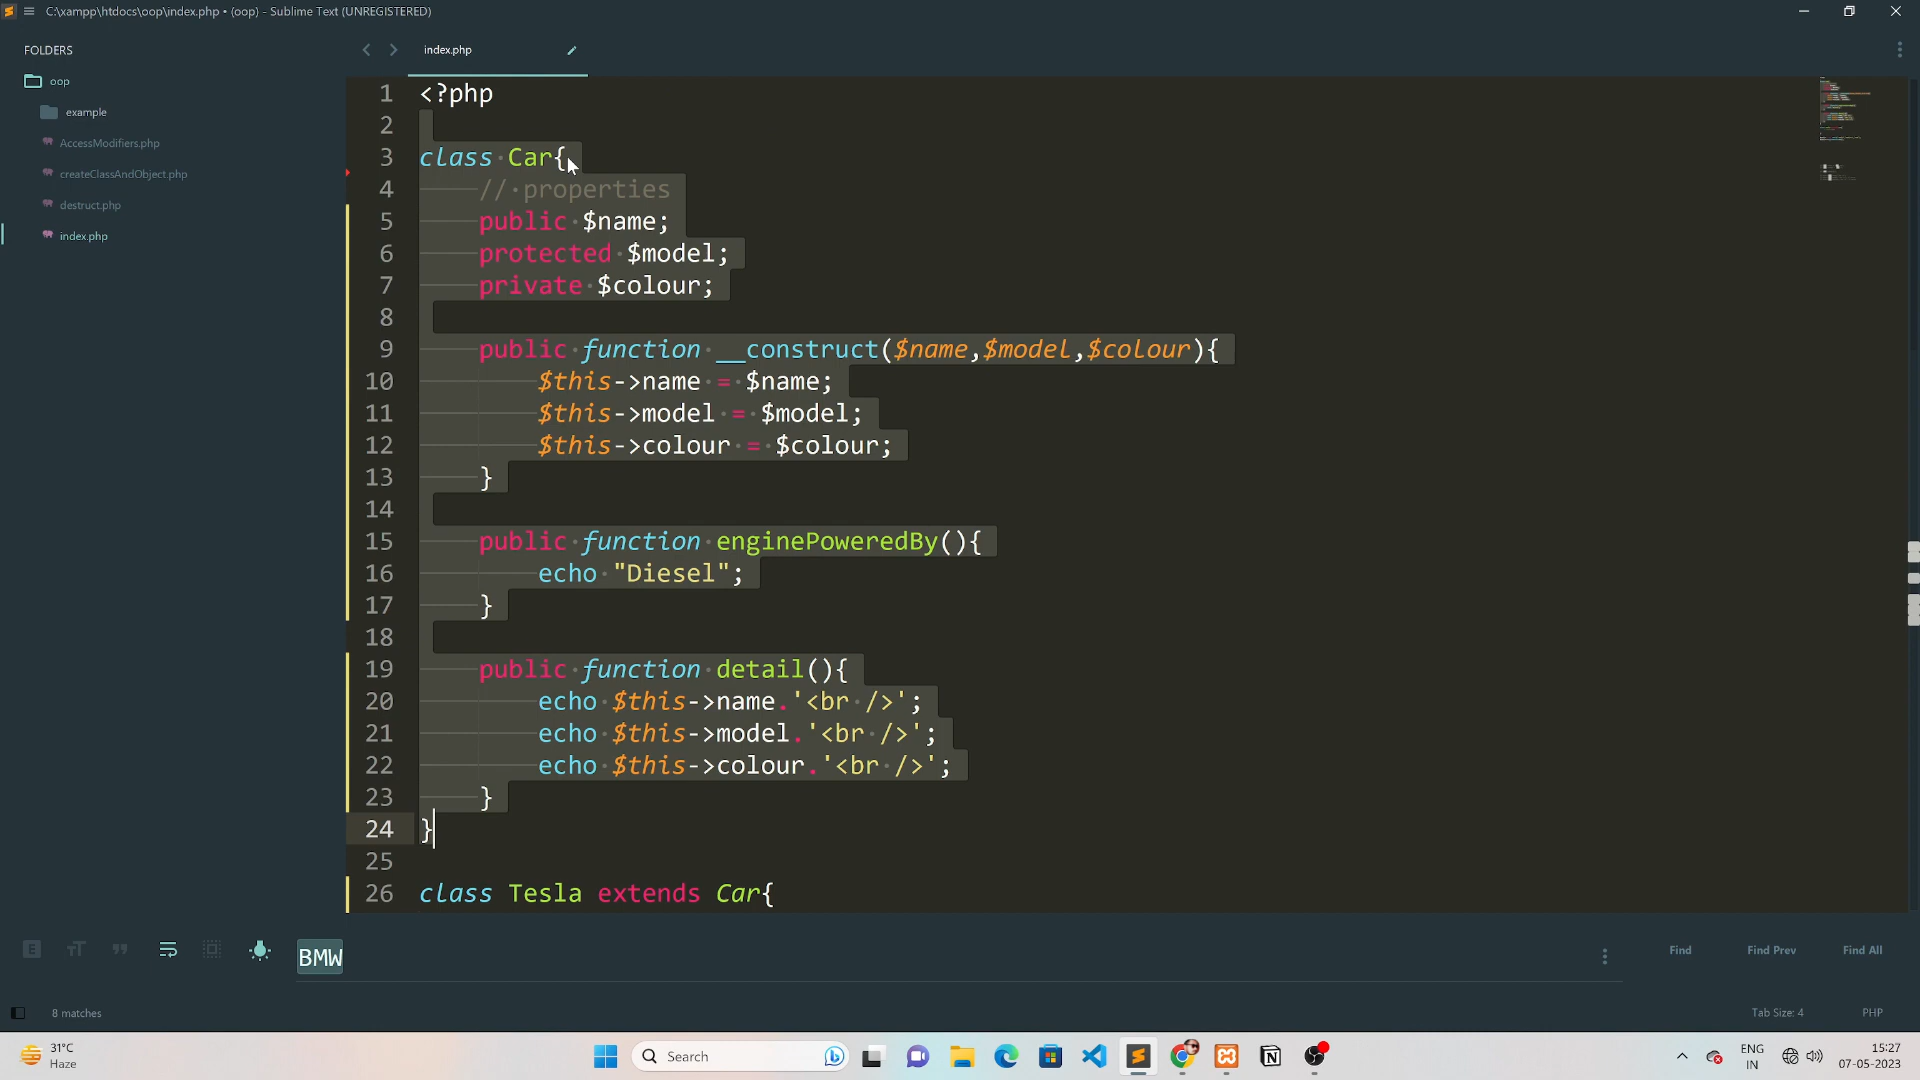 C:\xampp\htdocs\oop\index.php • (oop) - Sublime Text (UNREGISTERED)
FOLDERS
oop
example
AccessModifiers.php
createClassAndObject.php
destruct.php
index.php
index.php
1 <?php
2
3 class Car{
4 // properties
5 public $name;
6 protected $model;
7 private $colour;
8
9 public function __construct($name,$model,$colour){
10 $this->name = $name;
11 $this->model = $model;
12 $this->colour = $colour;
13 }
14
15 public function enginePoweredBy(){
16 echo "Diesel";
17 }
18
19 public function detail(){
20 echo $this->name.'<br />';
21 echo $this->model.'<br />';
22 echo $this->colour.'<br />';
23 }
24 }
25
26 class Tesla extends Car{
BMW
Find
Find Prev
Find All
8 matches
Tab Size: 4
PHP
31°C
Haze
Search
ENG
IN
15:27
07-05-2023